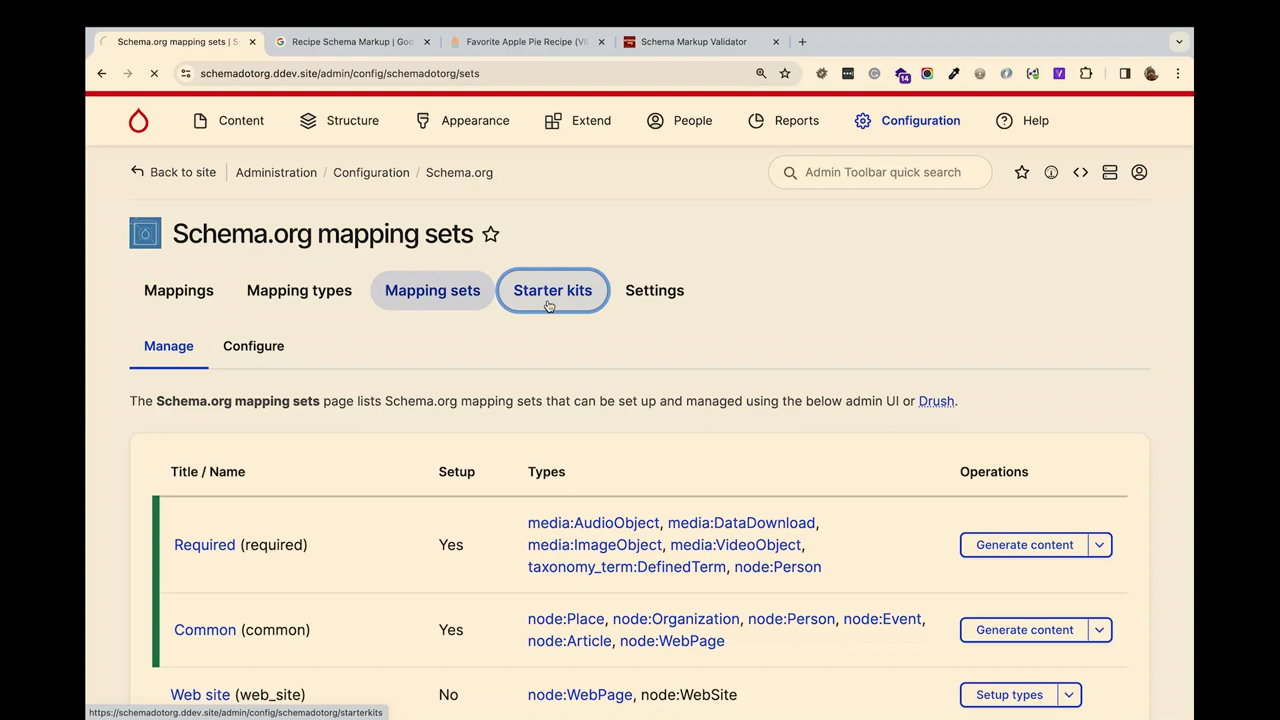 Schema.org mapping sets | S
Recipe Schema Markup | Goo
Favorite Apple Pie Recipe (VI
Schema Markup Validator
schemadotorg.ddev.site/admin/config/schemadotorg/sets
14
Content
Structure
Appearance
Extend
People
Reports
Configuration
Help
Back to site
Administration / Configuration / Schema.org
Admin Toolbar quick search
Schema.org mapping sets
Mappings
Mapping types
Mapping sets
Starter kits
Settings
Manage
Configure
The Schema.org mapping sets page lists Schema.org mapping sets that can be set up and managed using the below admin UI or Drush.
Title / Name
Setup
Types
Operations
Required (required)
Yes
media:AudioObject, media:DataDownload,
media:ImageObject, media:VideoObject,
taxonomy_term:DefinedTerm, node:Person
Generate content
Common (common)
Yes
node:Place, node:Organization, node:Person, node:Event,
node:Article, node:WebPage
Generate content
Web site (web_site)
No
node:WebPage, node:WebSite
Setup types
https://schemadotorg.ddev.site/admin/config/schemadotorg/starterkits